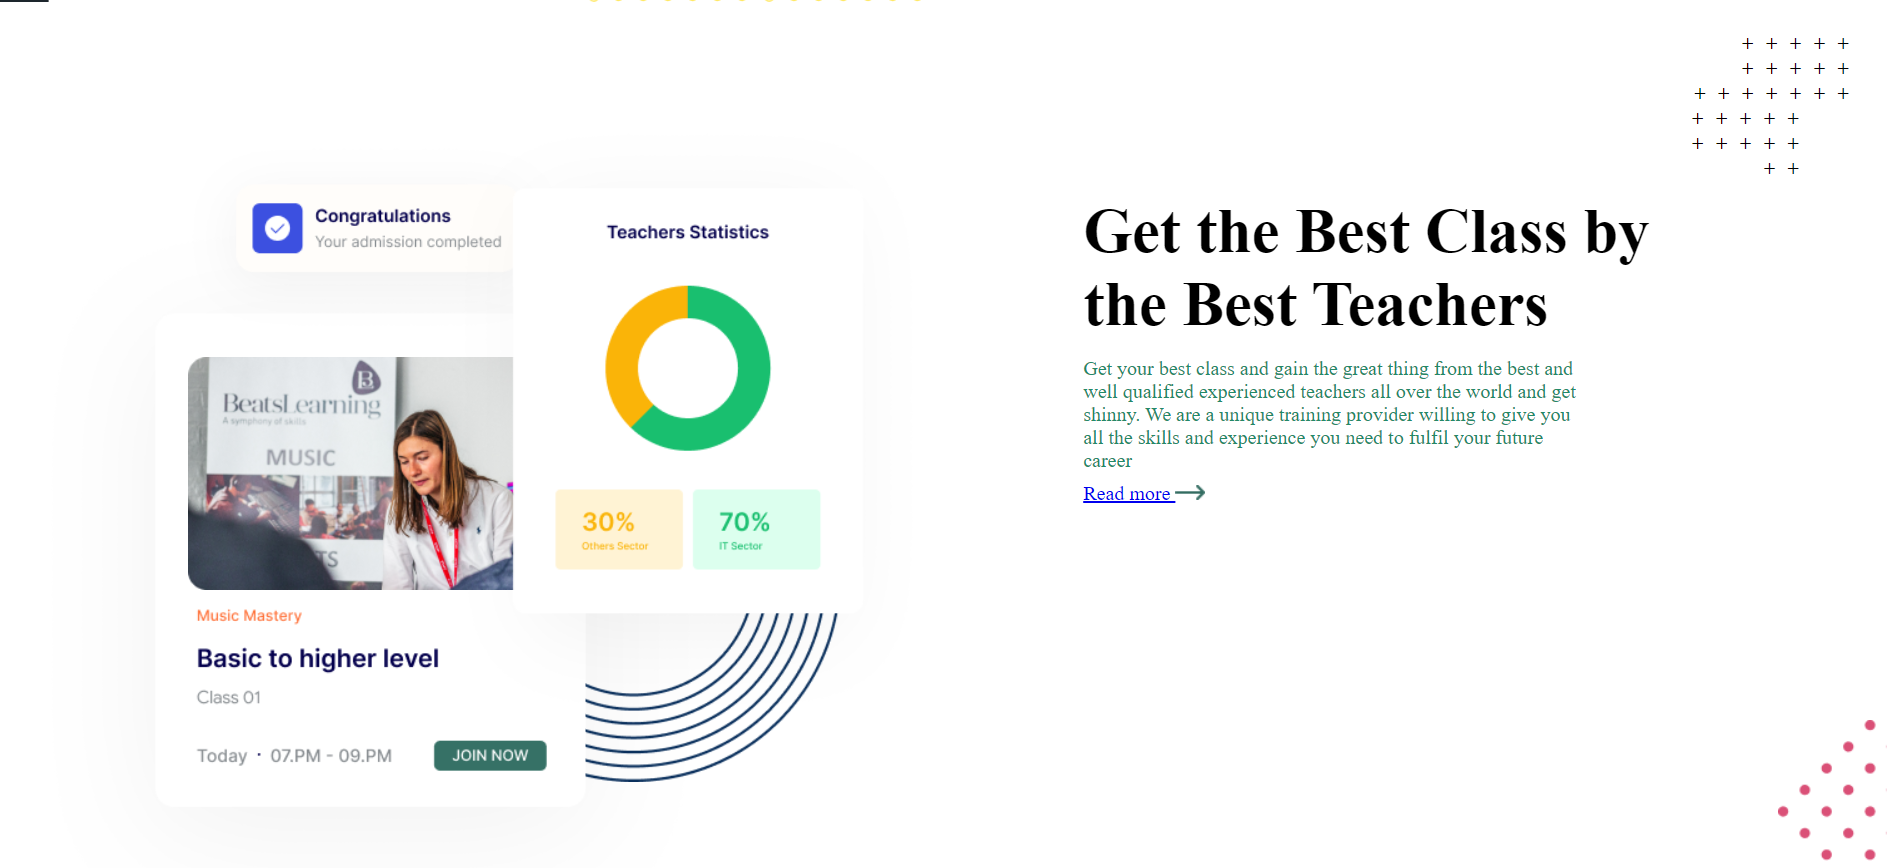 Congratulations
Your admission completed
Teachers Statistics
30%
Others Sector
70%
IT Sector
BeatsLearning
A symphony of skills
MUSIC
Music Mastery
Basic to higher level
Class 01
Today · 07.PM - 09.PM
JOIN NOW
Get the Best Class by
the Best Teachers
Get your best class and gain the great thing from the best and
well qualified experienced teachers all over the world and get
shinny. We are a unique training provider willing to give you
all the skills and experience you need to fulfil your future
career
Read more